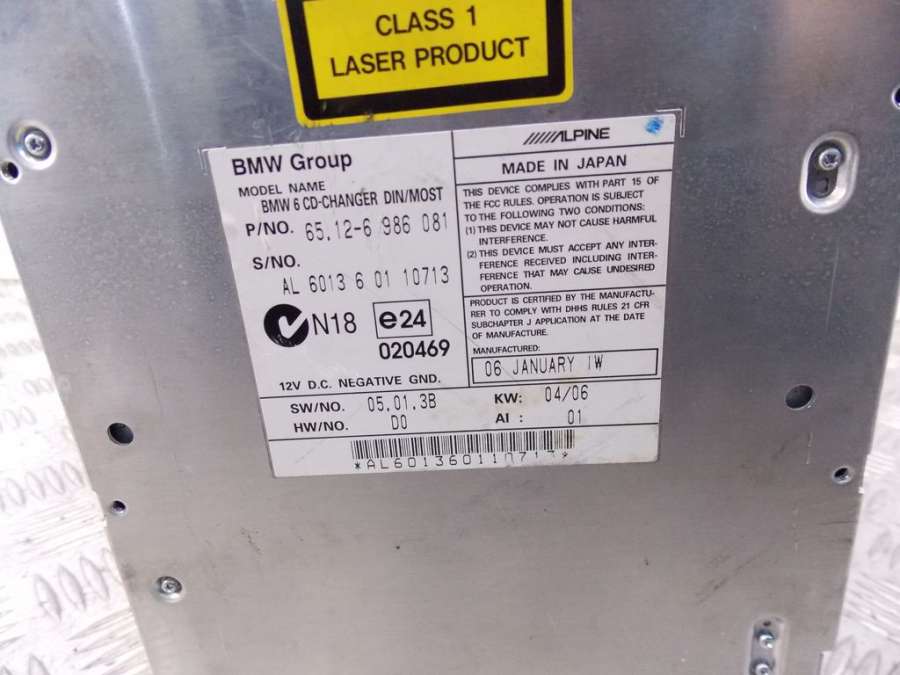 CLASS 1
LASER PRODUCT
BMW Group
MODEL NAME
BMW 6 CD-CHANGER DIN/MOST
P/NO. 65.12-6 986 081
S/NO.
AL 6013 6 01 10713
N18 e24
020469
12V D.C. NEGATIVE GND.
ALPINE
MADE IN JAPAN
THIS DEVICE COMPLIES WITH PART 15 OF
THE FCC RULES. OPERATION IS SUBJECT
TO THE FOLLOWING TWO CONDITIONS:
(1) THIS DEVICE MAY NOT CAUSE HARMFUL
INTERFERENCE.
(2) THIS DEVICE MUST ACCEPT ANY INTER-
FERENCE RECEIVED INCLUDING INTER-
FERENCE THAT MAY CAUSE UNDESIRED
OPERATION.
PRODUCT IS CERTIFIED BY THE MANUFACTU-
RER TO COMPLY WITH DHHS RULES 21 CFR
SUBCHAPTER J APPLICATION AT THE DATE
OF MANUFACTURE.
MANUFACTURED:
06 JANUARY 1W
SW/NO. 05.01.3B KW: 04/06
HW/NO. D0 AI : 01
*AL601360110713*